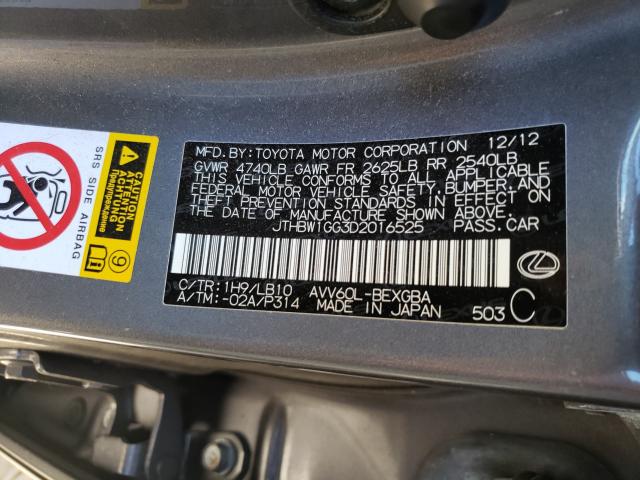 MFD.BY:TOYOTA MOTOR CORPORATION 12/12
GVWR 4740LB GAWR FR 2625LB RR 2540LB
THIS VEHICLE CONFORMS TO ALL APPLICABLE
FEDERAL MOTOR VEHICLE SAFETY, BUMPER, AND
THEFT PREVENTION STANDARDS IN EFFECT ON
THE DATE OF MANUFACTURE SHOWN ABOVE.
JTHBW1GG3D2016525 PASS.CAR
C/TR:1H9/LB10 AVV60L-BEXGBA
A/TM:-02A/P314 MADE IN JAPAN 503 C
SRS SIDE AIRBAG
ATTENTION
ACHTUNG
ATTENTION
Предупреждение
9